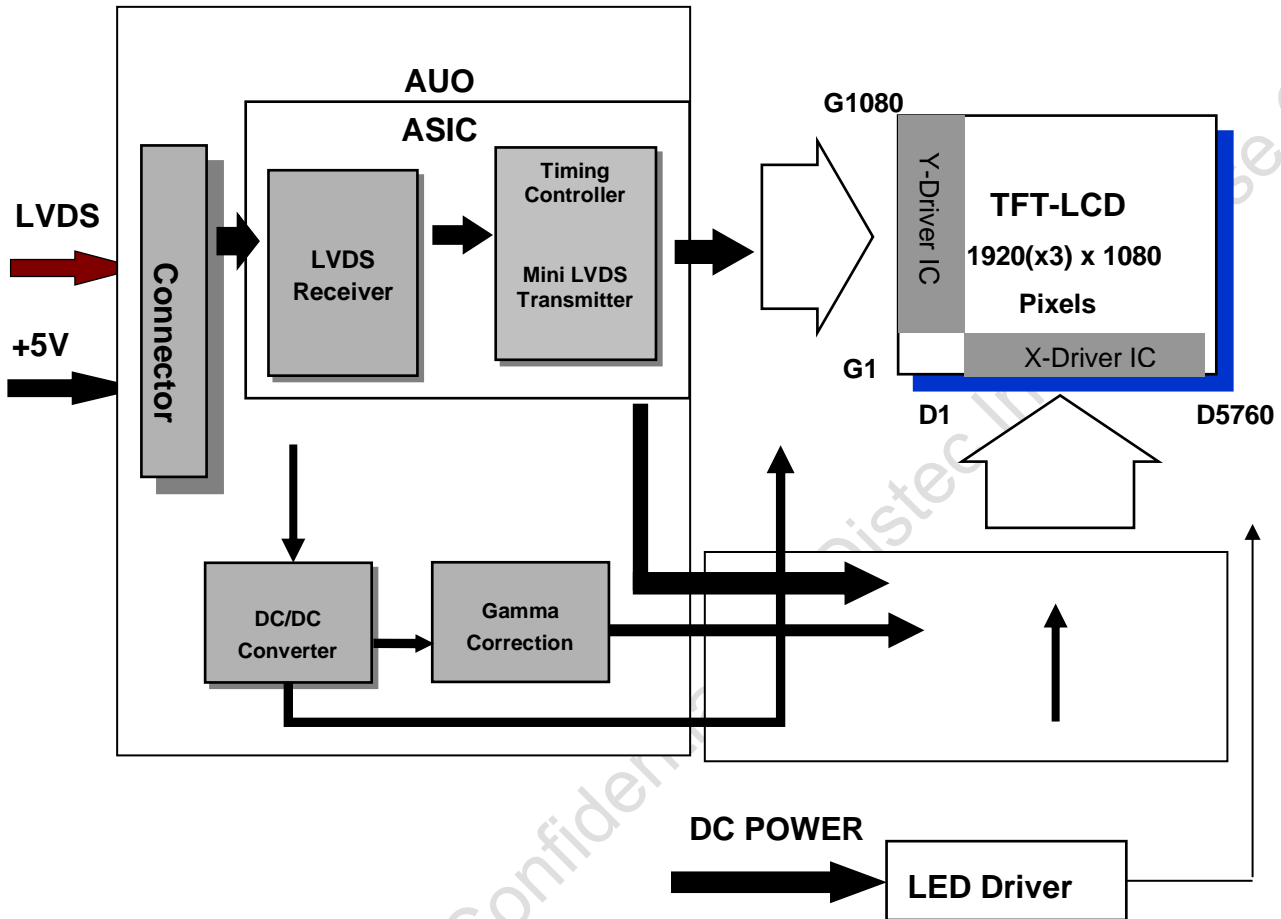 AUO
ASIC
LVDS
+5V
Connector
LVDS
Receiver
Timing
Controller
Mini LVDS
Transmitter
G1080
G1
Y-Driver IC
TFT-LCD
1920(x3) x 1080
Pixels
X-Driver IC
D1
D5760
DC/DC
Converter
Gamma
Correction
DC POWER
LED Driver